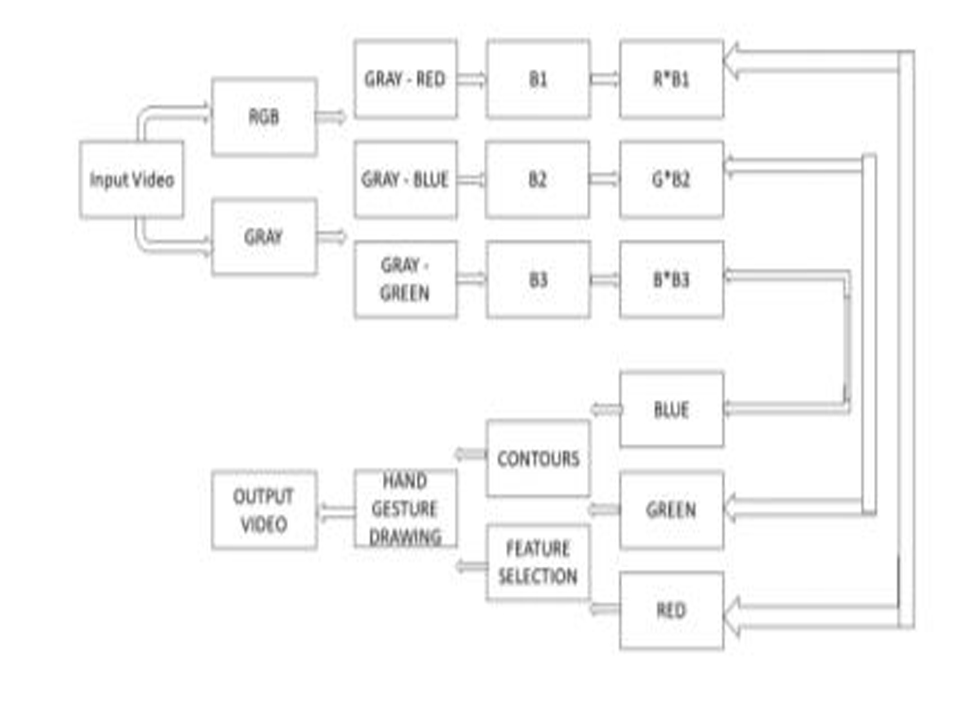 GRAY - RED
B1
R*B1
RGB
Input Video
GRAY - BLUE
B2
G*B2
GRAY
GRAY -
GREEN
B3
B*B3
BLUE
CONTOURS
OUTPUT
VIDEO
HAND
GESTURE
DRAWING
GREEN
FEATURE
SELECTION
RED